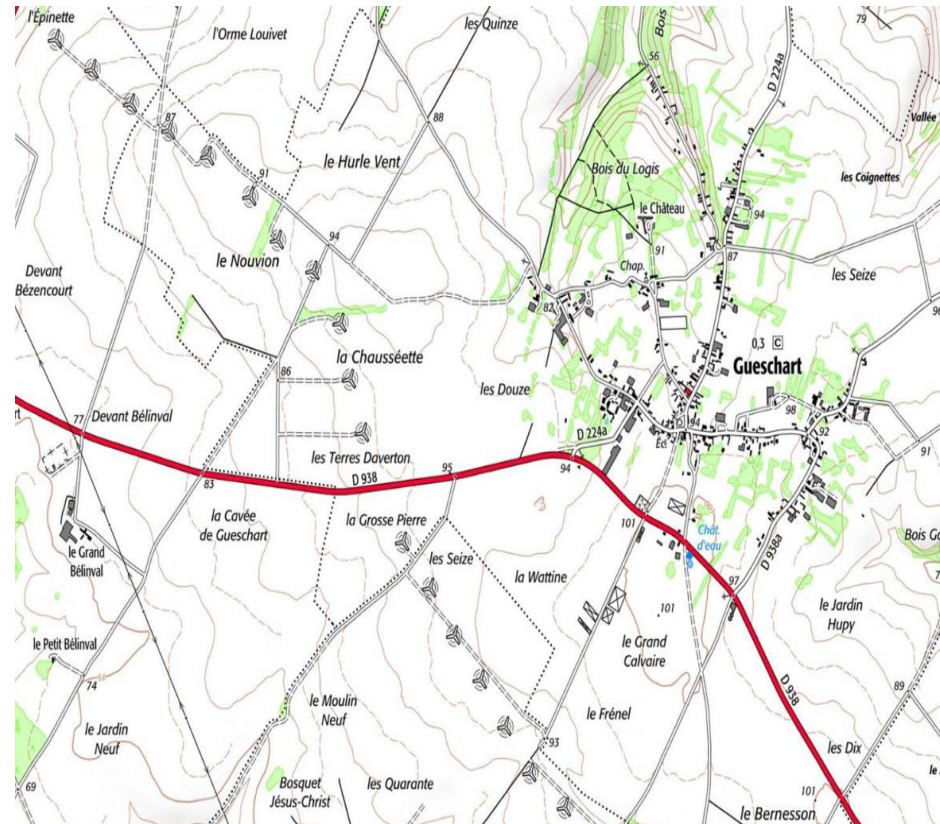 l'Épinette
l'Orme Louivet
les Quinze
Bois
79
56
D 224a
87
88
Vallée
le Hurle Vent
Bois du Logis
les Coignettes
91
le Château
94
94
91
87
le Nouvion
Chap.
les Seize
Devant
Bézencourt
82
96
0,3 C
Gueschart
la Chausséette
86
les Douze
98
77
Devant Bélinval
D 224a
94
92
Éc.
les Terres Daverton
95
94
91
D 938
83
la Cavée
de Gueschart
la Grosse Pierre
101
Chât.
d'eau
D 938a
le Grand
Bélinval
les Seize
la Wattine
97
101
le Jardin
Hupy
le Petit Bélinval
le Grand
Calvaire
74
le Moulin
Neuf
le Frénel
D 938
89
le Jardin
Neuf
93
les Dix
69
Bosquet
Jésus-Christ
les Quarante
101
le Bernesson
le